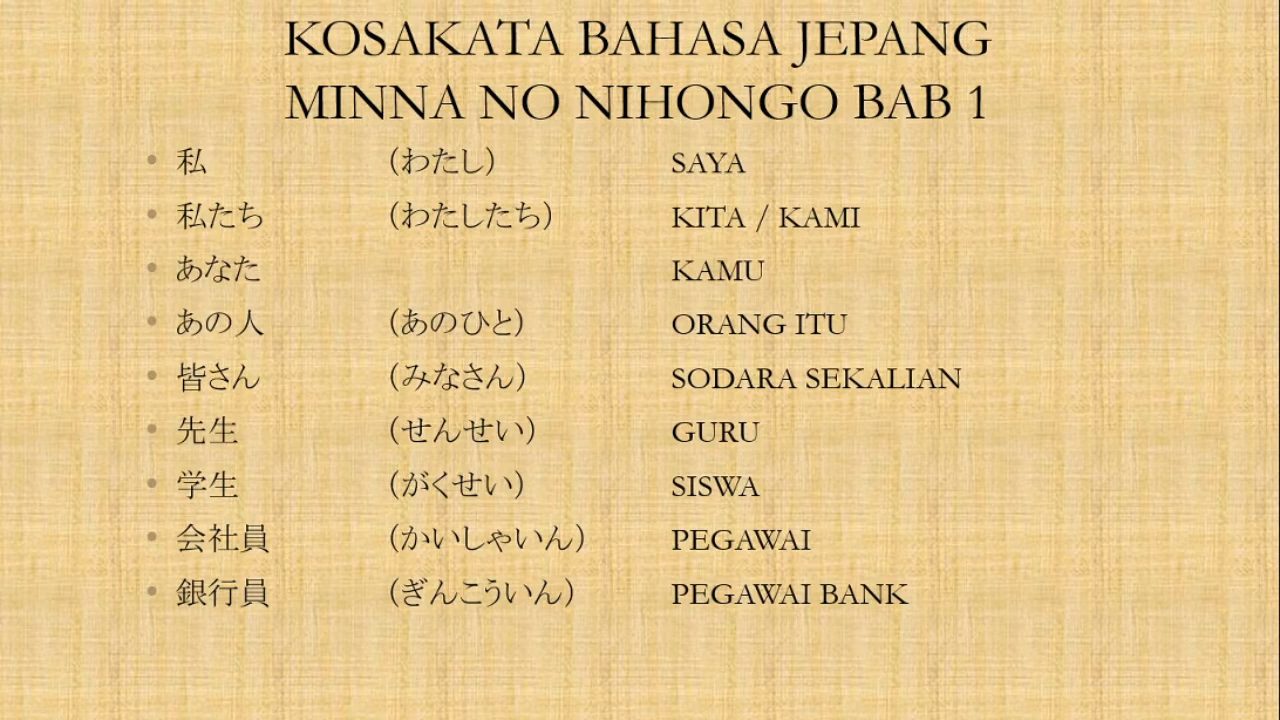 KOSAKATA BAHASA JEPANG
MINNA NO NIHONGO BAB 1
• 私 (わたし) SAYA
• 私たち (わたしたち) KITA / KAMI
• あなた KAMU
• あの人 (あのひと) ORANG ITU
• 皆さん (みなさん) SODARA SEKALIAN
• 先生 (せんせい) GURU
• 学生 (がくせい) SISWA
• 会社員 (かいしゃいん) PEGAWAI
• 銀行員 (ぎんこういん) PEGAWAI BANK